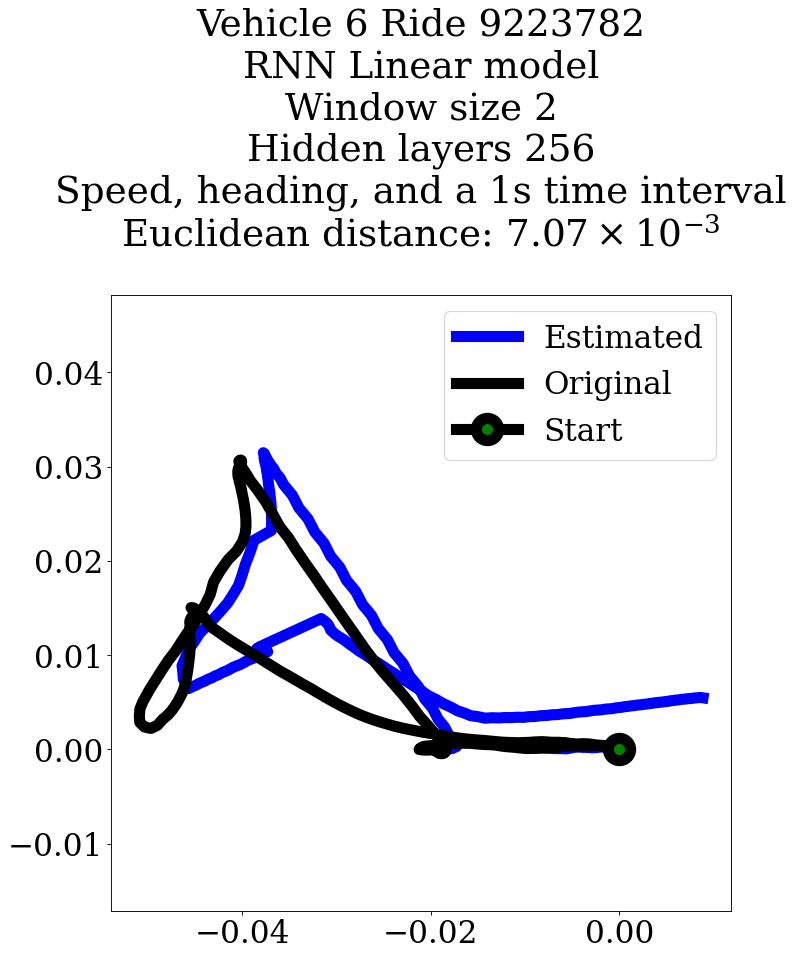 Vehicle 6 Ride 9223782
RNN Linear model
Window size 2
Hidden layers 256
Speed, heading, and a 1s time interval
Euclidean distance: 7.07 × 10⁻³
Estimated
Original
Start
0.04
0.03
0.02
0.01
0.00
−0.01
−0.04
−0.02
0.00